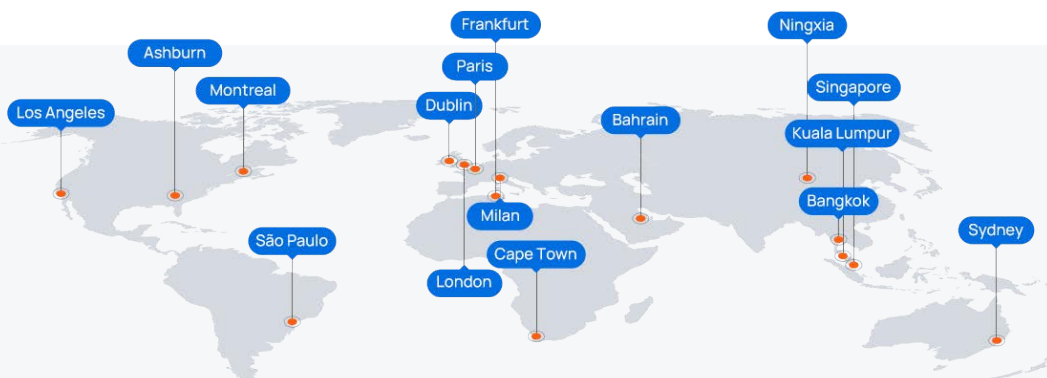 Frankfurt
Ningxia
Ashburn
Paris
Montreal
Singapore
Los Angeles
Dublin
Bahrain
Kuala Lumpur
Bangkok
Milan
Sydney
São Paulo
Cape Town
London